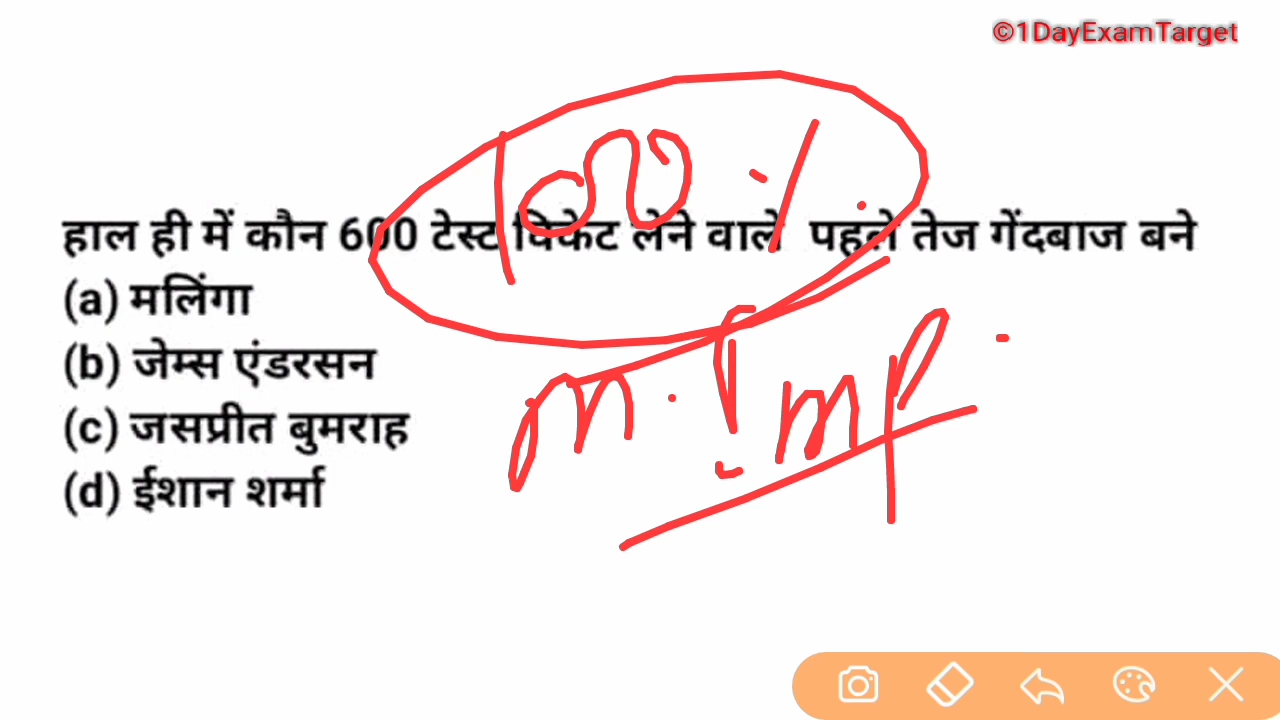 ©1DayExamTarget
100%
हाल ही में कौन 600 टेस्ट विकेट लेने वाले पहले तेज गेंदबाज बने
(a) मलिंगा
(b) जेम्स एंडरसन
(c) जसप्रीत बुमराह
(d) ईशान शर्मा
m. Imp.